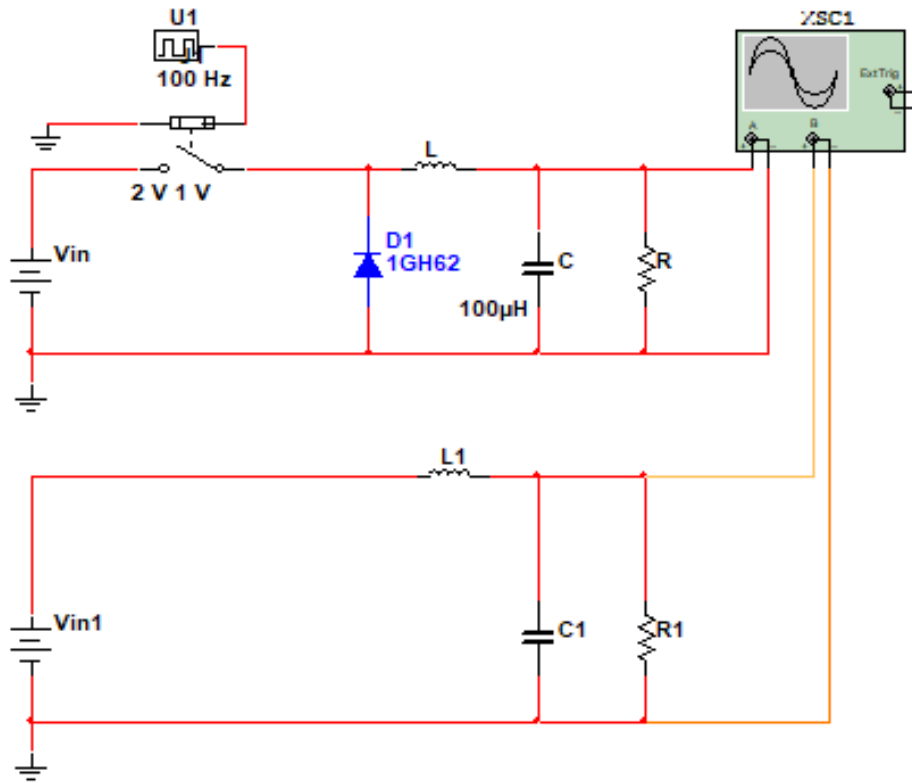 U1
XSC1
100 Hz
Ext Trig
A
B
L
2 V 1 V
Vin
D1
1GH62
C
R
100µH
L1
Vin1
C1
R1